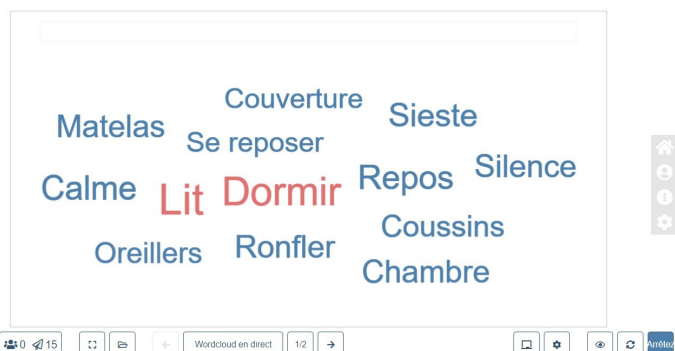 Couverture
Sieste
Matelas
Se reposer
Silence
Calme
Lit
Dormir
Repos
Coussins
Oreillers
Ronfler
Chambre
0 15
Wordcloud en direct
1/2
Arrêtez